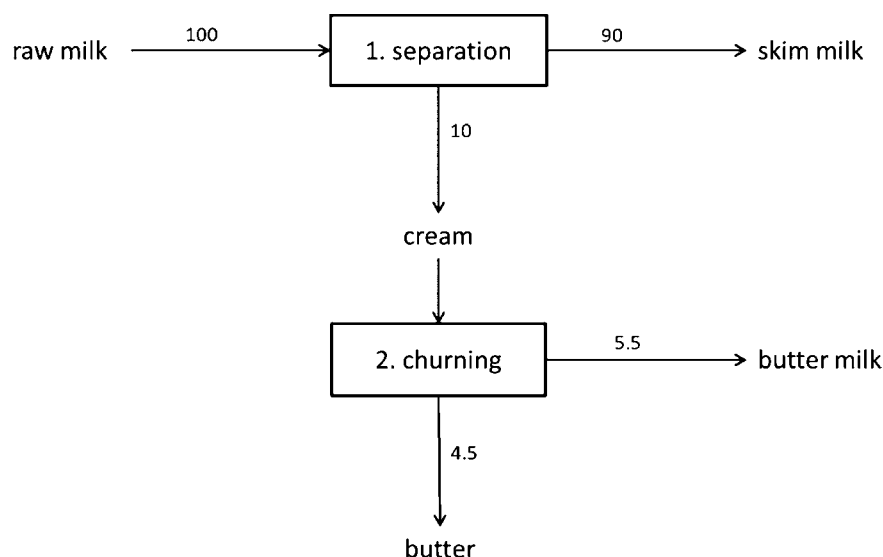 raw milk
100
1. separation
90
skim milk
10
cream
2. churning
5.5
butter milk
4.5
butter